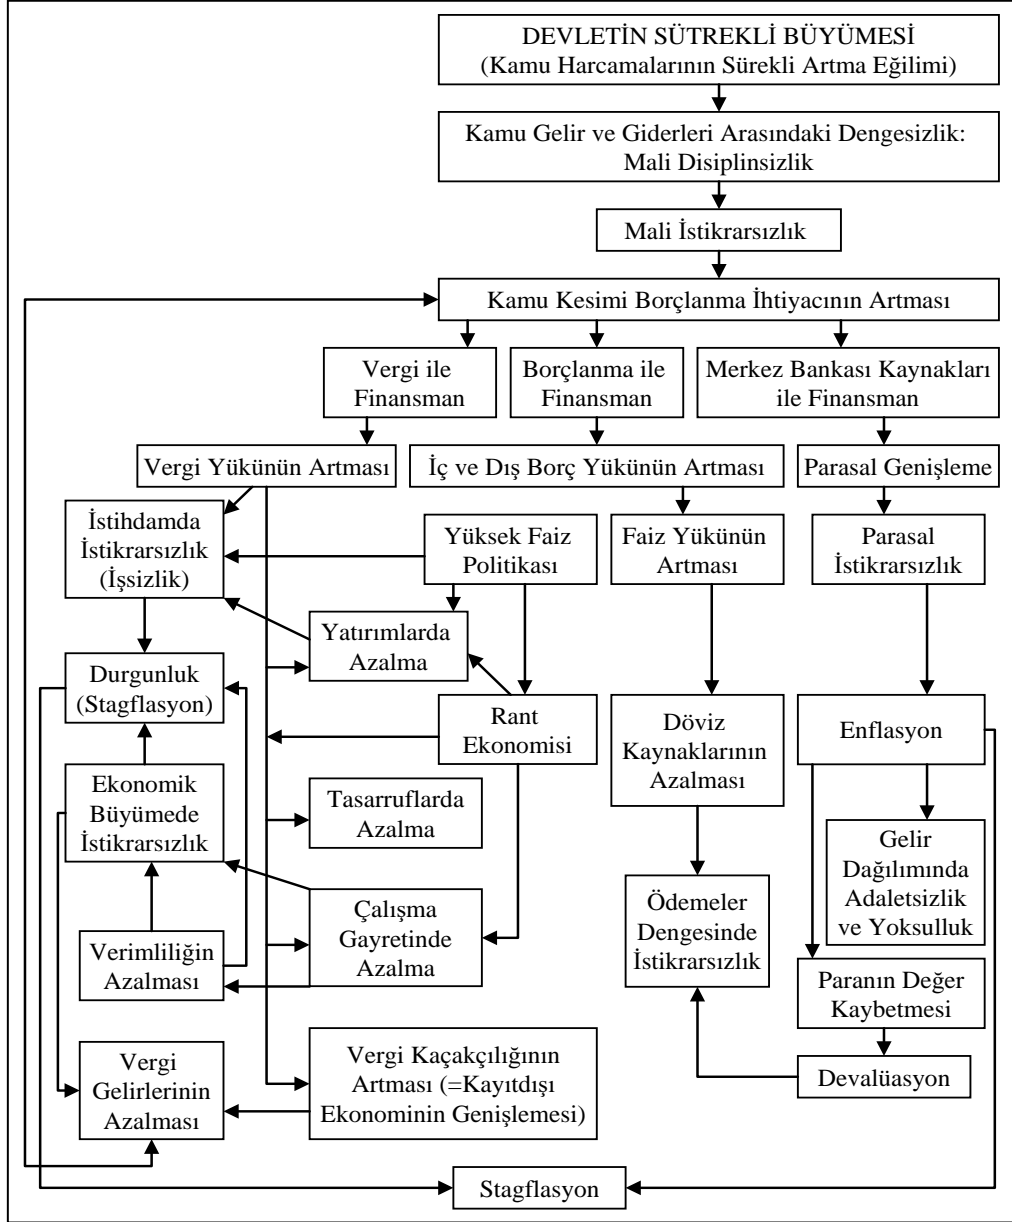 DEVLETİN SÜTREKLİ BÜYÜMESİ
(Kamu Harcamalarının Sürekli Artma Eğilimi)
Kamu Gelir ve Giderleri Arasındaki Dengesizlik:
Mali Disiplinsizlik
Mali İstikrarsızlık
Kamu Kesimi Borçlanma İhtiyacının Artması
Vergi ile
Finansman
Borçlanma ile
Finansman
Merkez Bankası Kaynakları
ile Finansman
Vergi Yükünün Artması
İç ve Dış Borç Yükünün Artması
Parasal Genişleme
İstihdamda
İstikrarsızlık
(İşsizlik)
Yüksek Faiz
Politikası
Faiz Yükünün
Artması
Parasal
İstikrarsızlık
Yatırımlarda
Azalma
Durgunluk
(Stagflasyon)
Rant
Ekonomisi
Döviz
Kaynaklarının
Azalması
Enflasyon
Ekonomik
Büyümede
İstikrarsızlık
Tasarruflarda
Azalma
Gelir
Dağılımında
Adaletsizlik
ve Yoksulluk
Çalışma
Gayretinde
Azalma
Ödemeler
Dengesinde
İstikrarsızlık
Verimliliğin
Azalması
Paranın Değer
Kaybetmesi
Vergi
Gelirlerinin
Azalması
Vergi Kaçakçılığının
Artması (=Kayıtdışı
Ekonominin Genişlemesi)
Devalüasyon
Stagflasyon